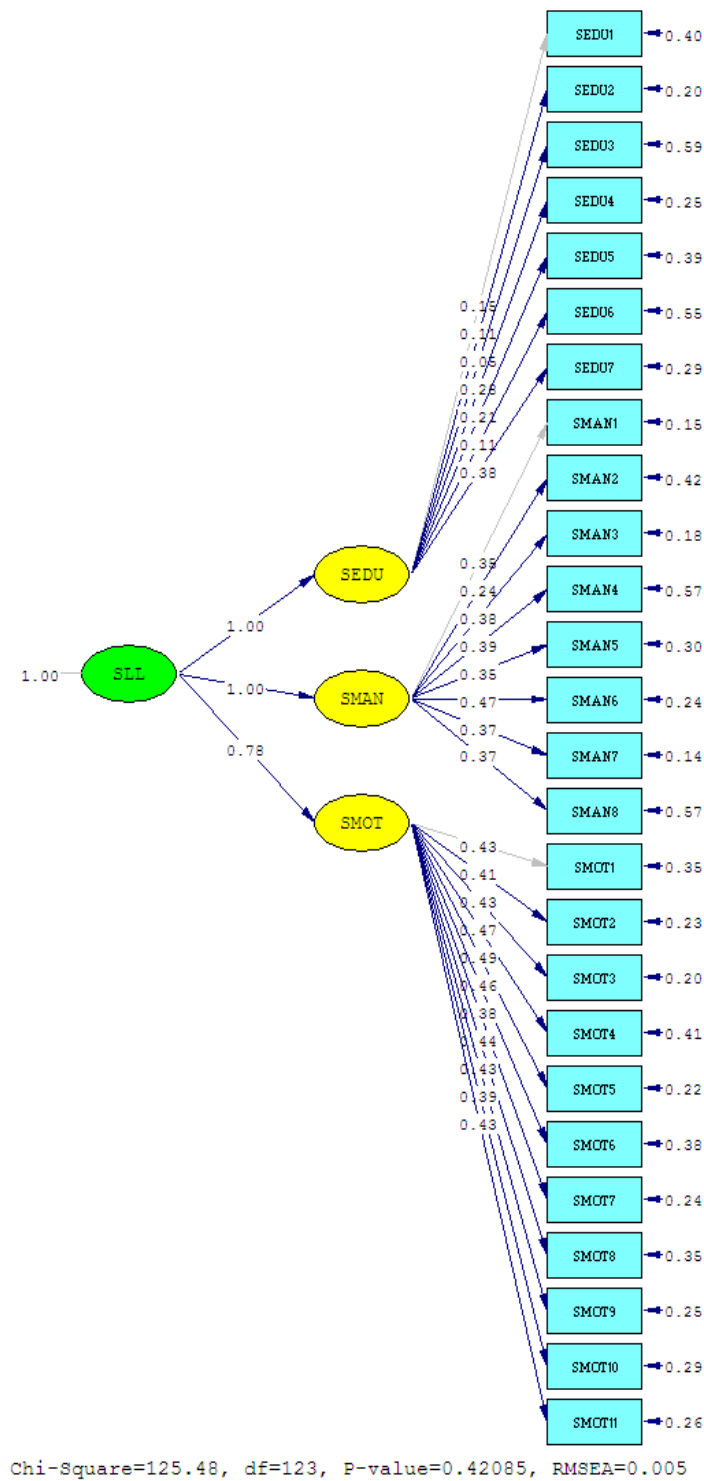 SEDU1 0.40
SEDU2 0.20
SEDU3 0.59
SEDU4 0.25
SEDU5 0.39
SEDU6 0.55
SEDU7 0.29
SMAN1 0.15
SMAN2 0.42
SMAN3 0.18
SMAN4 0.57
SMAN5 0.30
SMAN6 0.24
SMAN7 0.14
SMAN8 0.57
SMOT1 0.35
SMOT2 0.23
SMOT3 0.20
SMOT4 0.41
SMOT5 0.22
SMOT6 0.38
SMOT7 0.24
SMOT8 0.35
SMOT9 0.25
SMOT10 0.29
SMOT11 0.26
0.11
0.28
0.21
0.11
0.38
0.24
0.38
0.39
0.35
0.47
0.37
0.37
0.43
0.41
0.43
0.47
0.49
0.46
0.38
0.44
0.43
0.39
0.43
SEDU
SMAN
SMOT
1.00
1.00
0.78
1.00
SLL
Chi-Square=125.48, df=123, P-value=0.42085, RMSEA=0.005